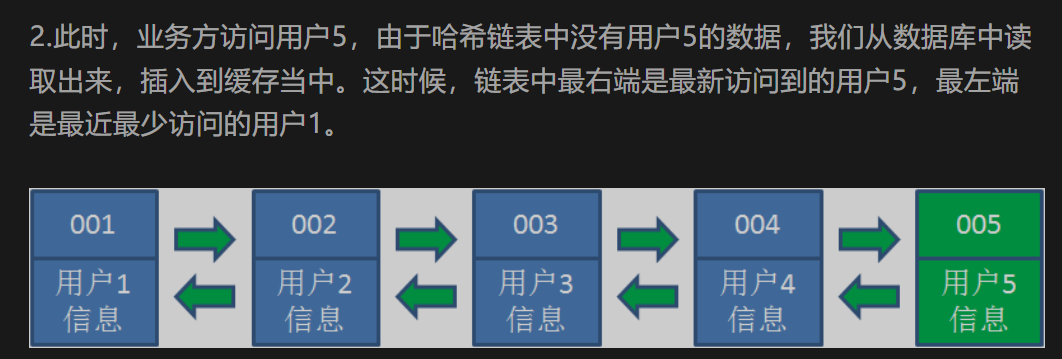 2.此时，业务方访问用户5，由于哈希链表中没有用户5的数据，我们从数据库中读
取出来，插入到缓存当中。这时候，链表中最右端是最新访问到的用户5，最左端
是最近最少访问的用户1。
001
用户1
信息
002
用户2
信息
003
用户3
信息
004
用户4
信息
005
用户5
信息